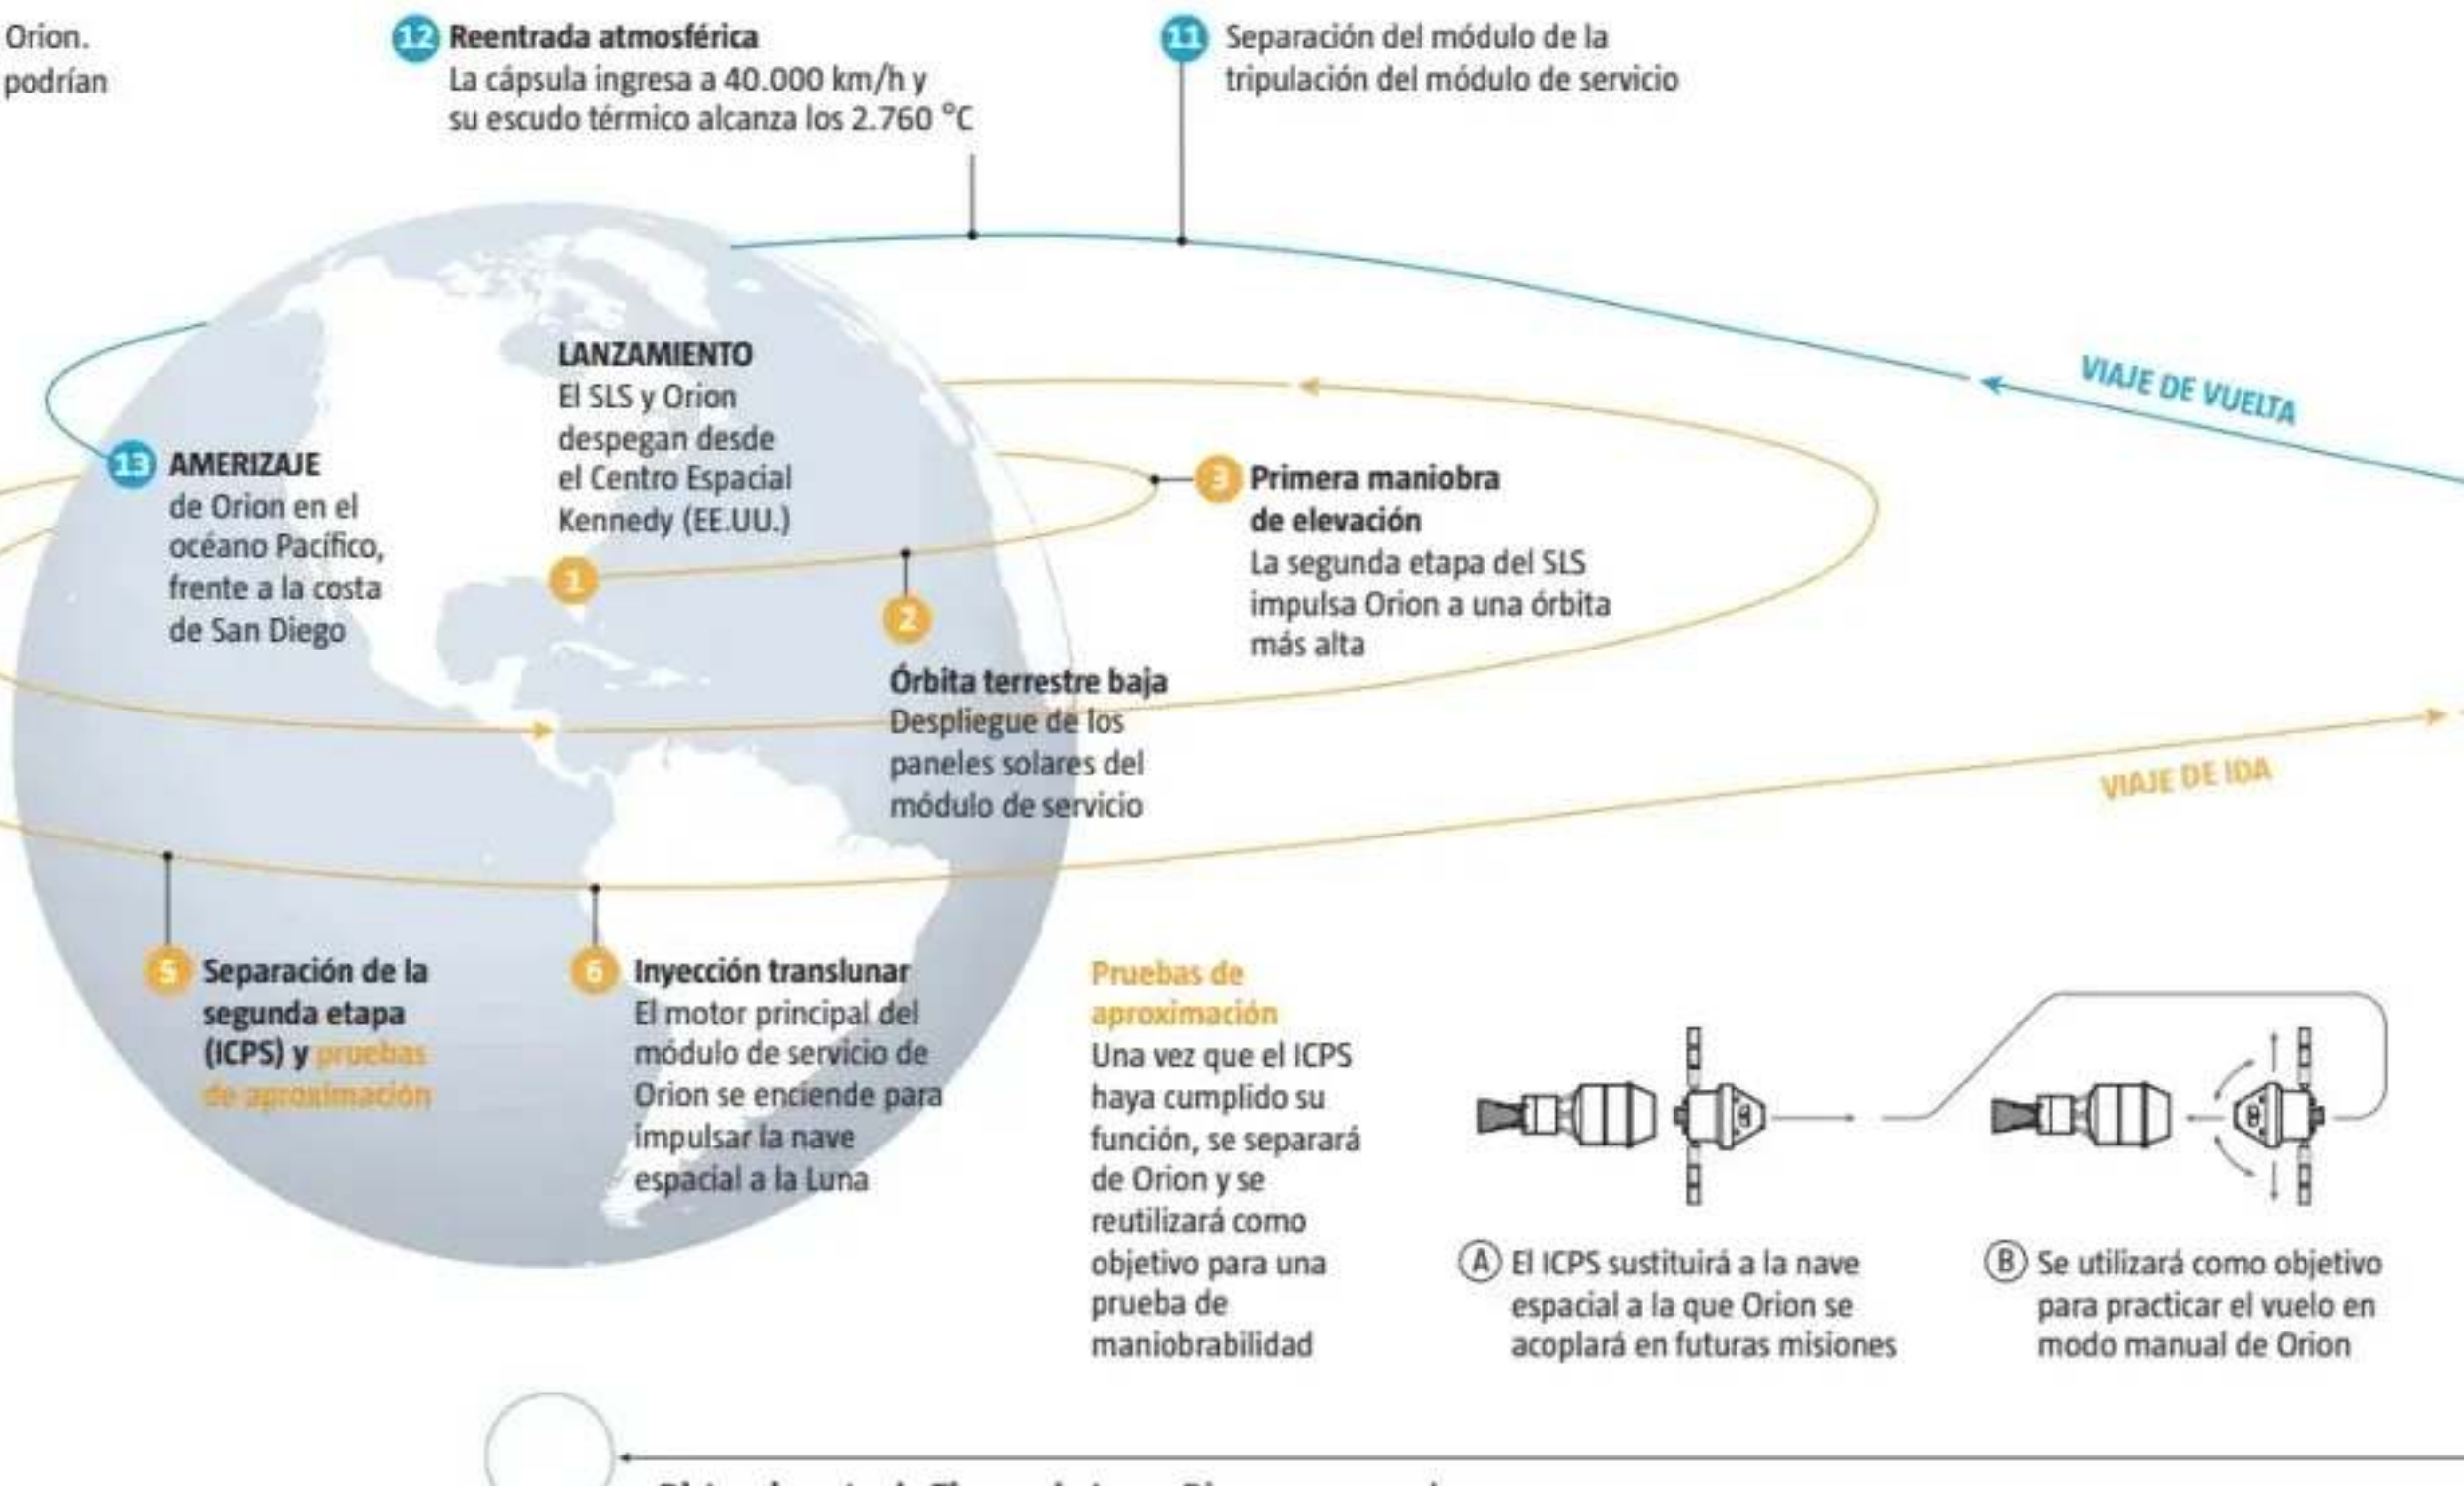 Orion.
podrían
12 Reentrada atmosférica
La cápsula ingresa a 40.000 km/h y
su escudo térmico alcanza los 2.760 °C
11 Separación del módulo de la
tripulación del módulo de servicio
VIAJE DE VUELTA
LANZAMIENTO
El SLS y Orion
despegan desde
el Centro Espacial
Kennedy (EE.UU.)
1
13 AMERIZAJE
de Orion en el
océano Pacífico,
frente a la costa
de San Diego
2
Órbita terrestre baja
Despliegue de los
paneles solares del
módulo de servicio
3 Primera maniobra
de elevación
La segunda etapa del SLS
impulsa Orion a una órbita
más alta
VIAJE DE IDA
5 Separación de la
segunda etapa
(ICPS) y pruebas
de aproximación
6 Inyección translunar
El motor principal del
módulo de servicio de
Orion se enciende para
impulsar la nave
espacial a la Luna
Pruebas de
aproximación
Una vez que el ICPS
haya cumplido su
función, se separará
de Orion y se
reutilizará como
objetivo para una
prueba de
maniobrabilidad
A El ICPS sustituirá a la nave
espacial a la que Orion se
acoplará en futuras misiones
B Se utilizará como objetivo
para practicar el vuelo en
modo manual de Orion